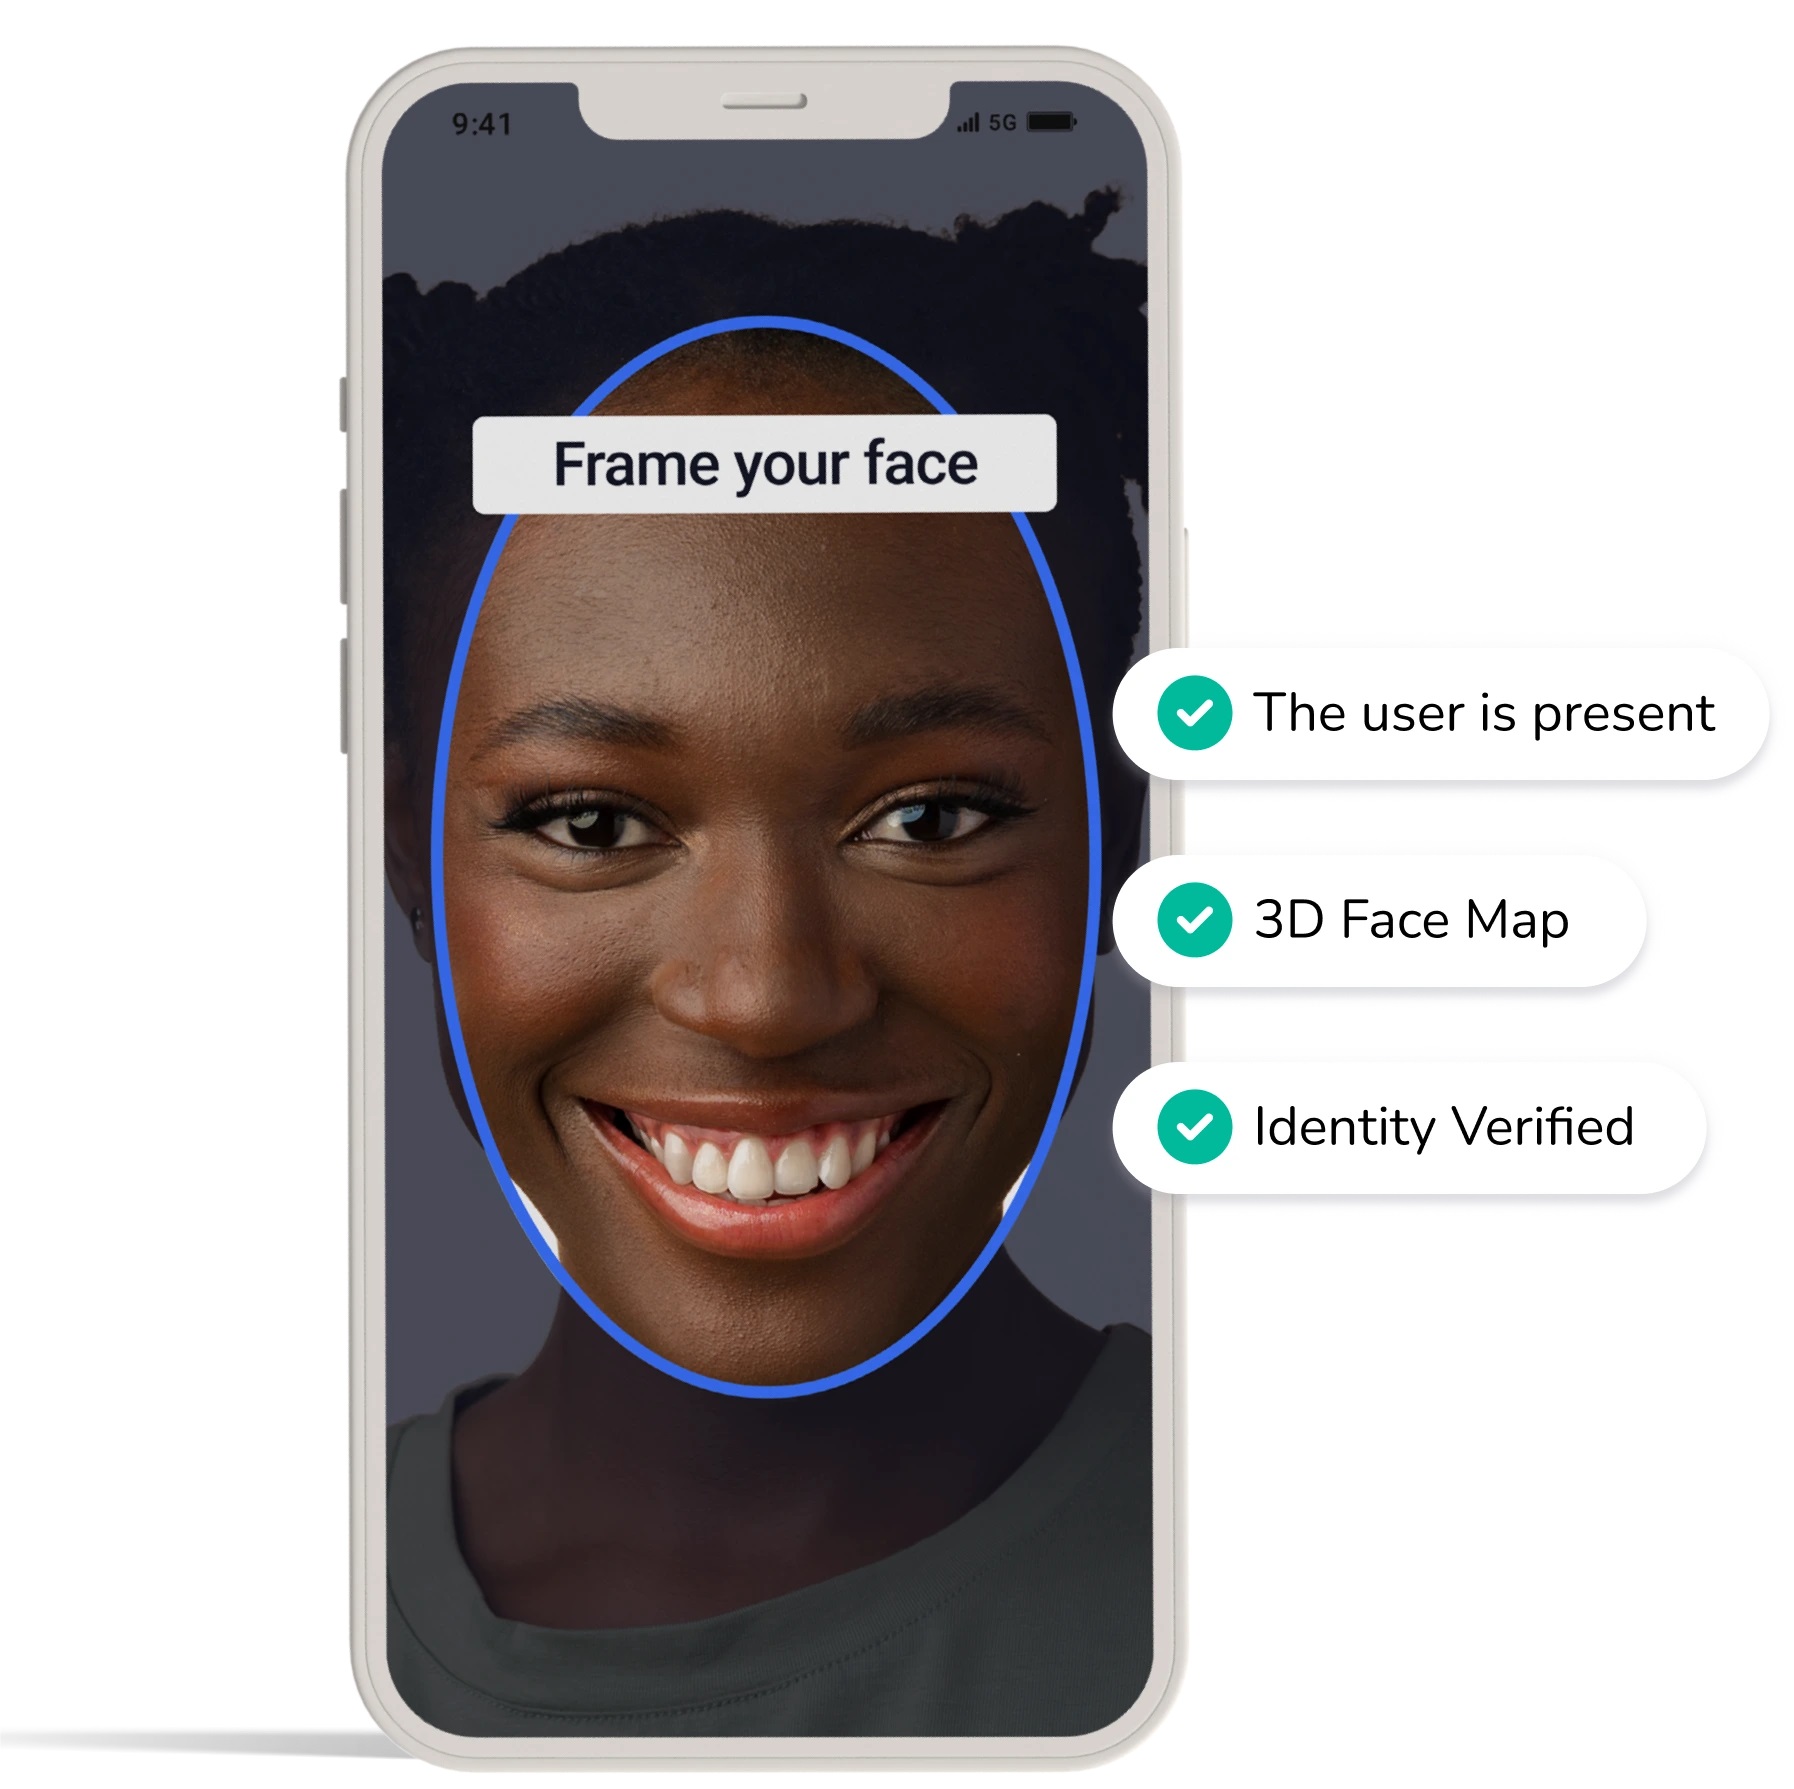 9:41
5G
Frame your face
The user is present
3D Face Map
Identity Verified